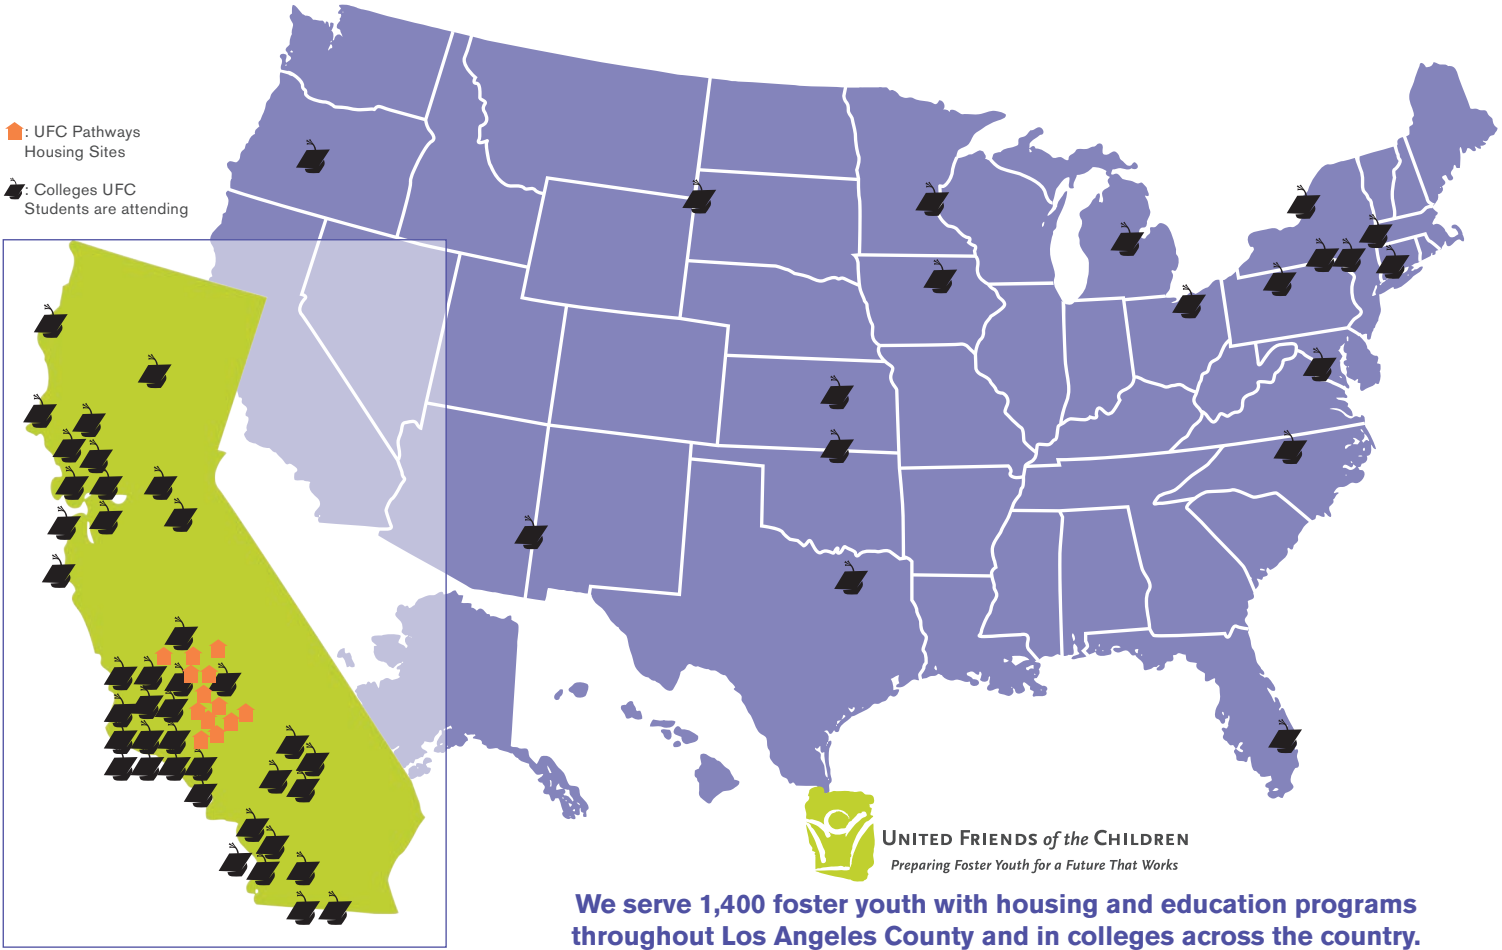 : UFC Pathways
Housing Sites
: Colleges UFC
Students are attending
UNITED FRIENDS of the CHILDREN
Preparing Foster Youth for a Future That Works
We serve 1,400 foster youth with housing and education programs
throughout Los Angeles County and in colleges across the country.